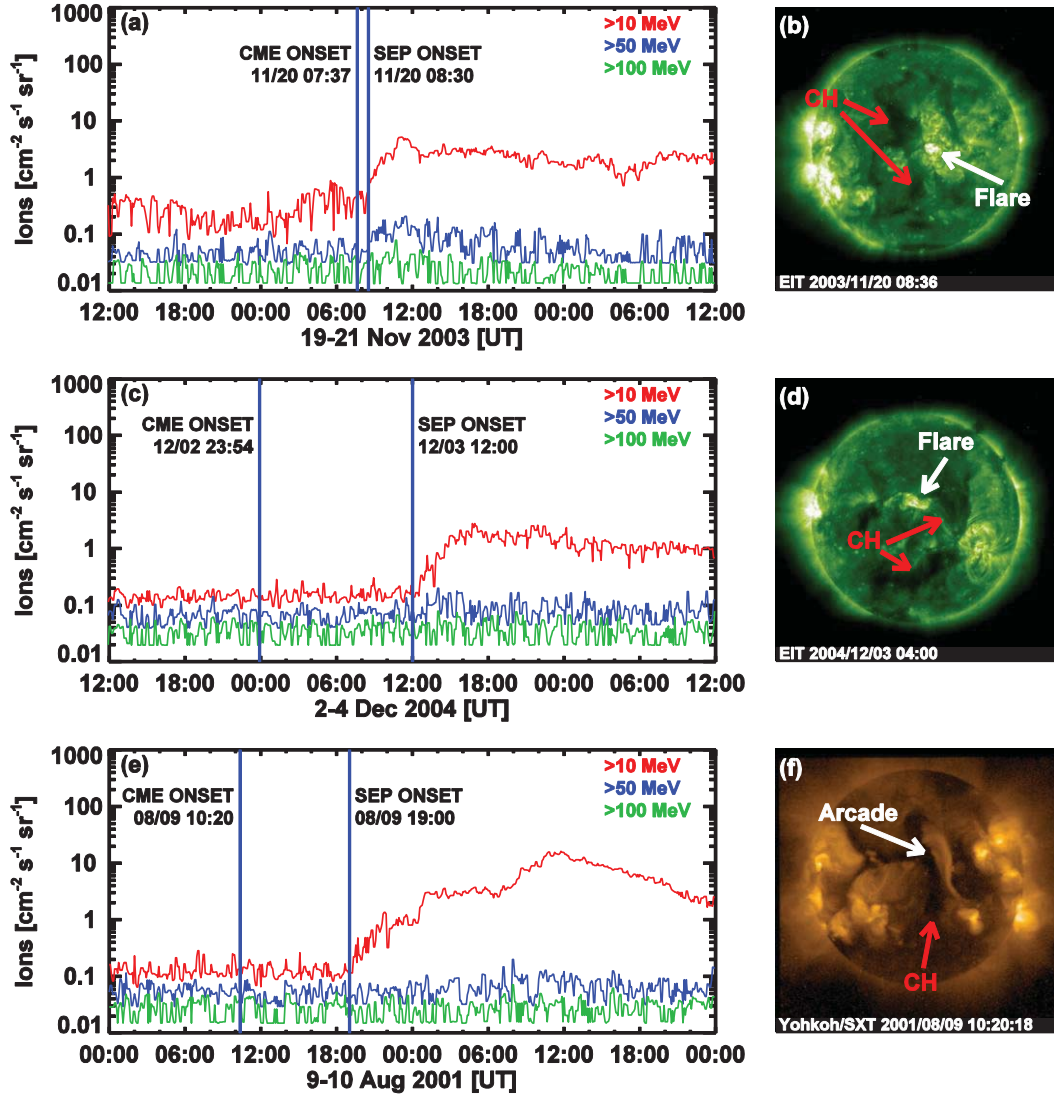 (a)
CME ONSET
11/20 07:37
SEP ONSET
11/20 08:30
>10 MeV
>50 MeV
>100 MeV
1000
100
10
1
0.1
0.01
Ions [cm⁻² s⁻¹ sr⁻¹]
12:00 18:00 00:00 06:00 12:00 18:00 00:00 06:00 12:00
19-21 Nov 2003 [UT]
(b)
CH
Flare
EIT 2003/11/20 08:36
(c)
CME ONSET
12/02 23:54
SEP ONSET
12/03 12:00
>10 MeV
>50 MeV
>100 MeV
1000
100
10
1
0.1
0.01
Ions [cm⁻² s⁻¹ sr⁻¹]
12:00 18:00 00:00 06:00 12:00 18:00 00:00 06:00 12:00
2-4 Dec 2004 [UT]
(d)
Flare
CH
EIT 2004/12/03 04:00
(e)
CME ONSET
08/09 10:20
SEP ONSET
08/09 19:00
>10 MeV
>50 MeV
>100 MeV
1000
100
10
1
0.1
0.01
Ions [cm⁻² s⁻¹ sr⁻¹]
00:00 06:00 12:00 18:00 00:00 06:00 12:00 18:00 00:00
9-10 Aug 2001 [UT]
(f)
Arcade
CH
Yohkoh/SXT 2001/08/09 10:20:18